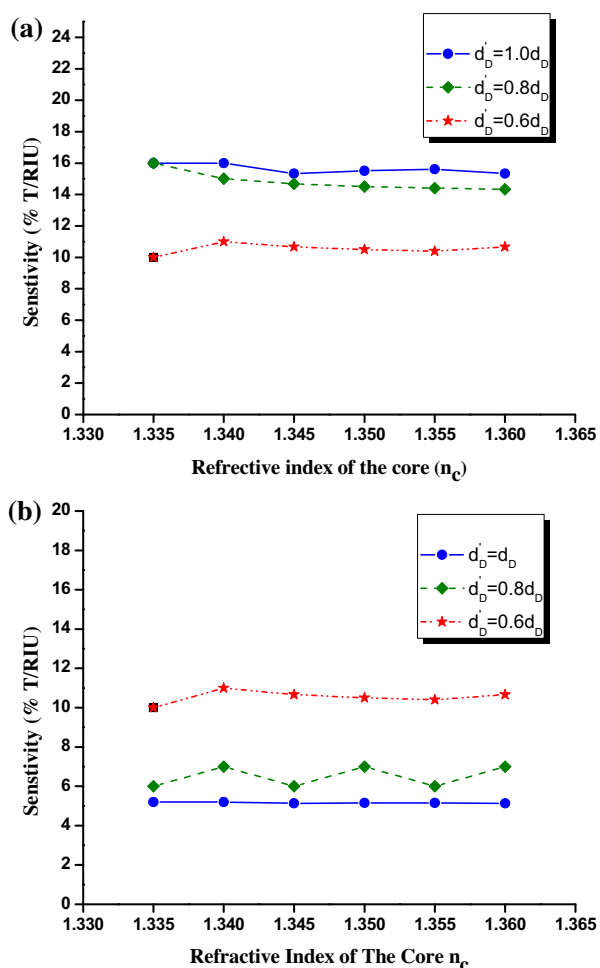 (a)
24
22
20
18
16
14
12
10
8
6
4
2
0
Senstivity (% T/RIU)
d'D=1.0dD
d'D=0.8dD
d'D=0.6dD
1.330 1.335 1.340 1.345 1.350 1.355 1.360 1.365
Refrective index of the core (nc)
(b)
20
18
16
14
12
10
8
6
4
2
0
Senstivity (% T/RIU)
d'D=dD
d'D=0.8dD
d'D=0.6dD
1.330 1.335 1.340 1.345 1.350 1.355 1.360 1.365
Refractive Index of The Core nc